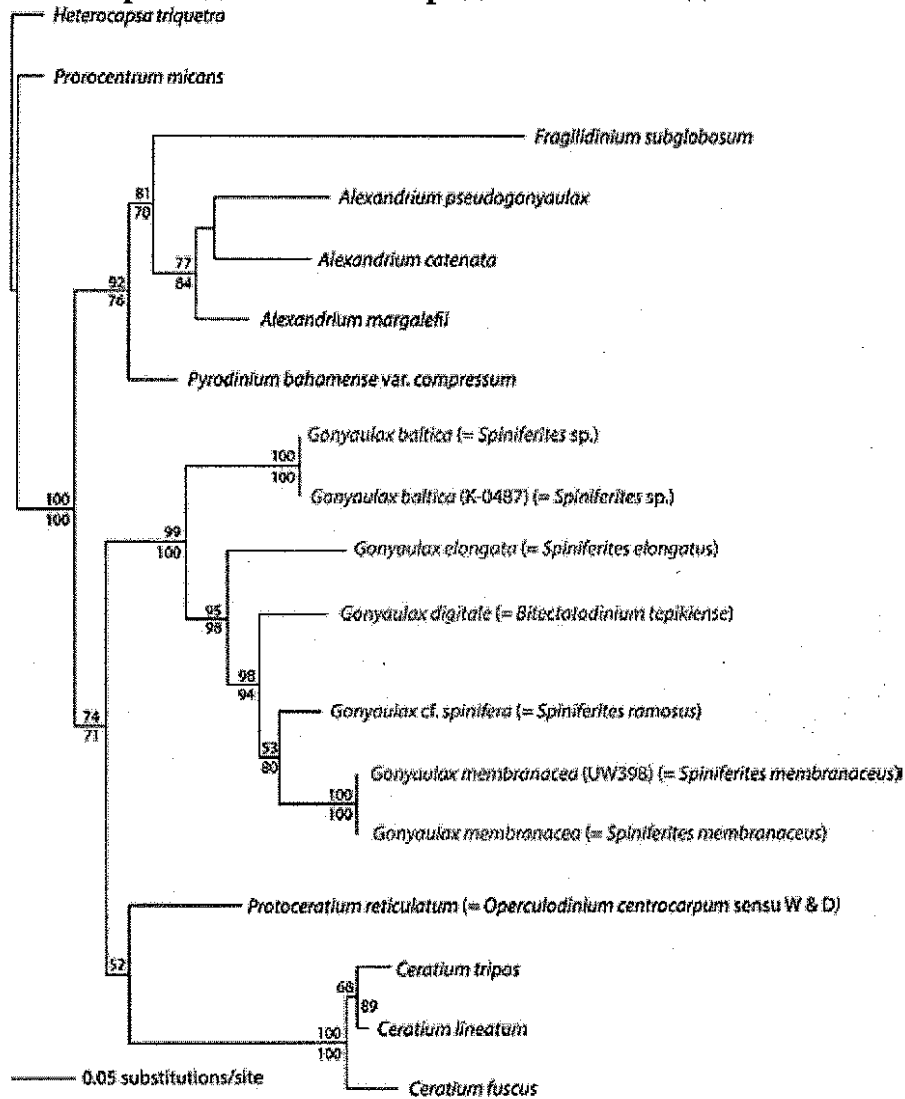 Heterocapsa triquetra
Prorocentrum micans
Fragilidinium subglobosum
81
70
Alexandrium pseudogonyaulax
77
84
Alexandrium catenata
92
76
Alexandrium margalefii
Pyrodinium bahamense var. compressum
Gonyaulax baltica (= Spiniferites sp.)
100
100
Gonyaulax baltica (K-0487) (= Spiniferites sp.)
100
100
99
100
Gonyaulax elongata (= Spiniferites elongatus)
95
98
Gonyaulax digitale (= Bitectatodinium tepikiense)
98
94
Gonyaulax cf. spinifera (= Spiniferites ramosus)
74
71
53
80
Gonyaulax membranacea (UW398) (= Spiniferites membranaceus)
100
100
Gonyaulax membranacea (= Spiniferites membranaceus)
Protoceratium reticulatum (= Operculodinium centrocarpum sensu W & D)
52
Ceratium tripos
68
89
Ceratium lineatum
100
100
0.05 substitutions/site
Ceratium fuscus